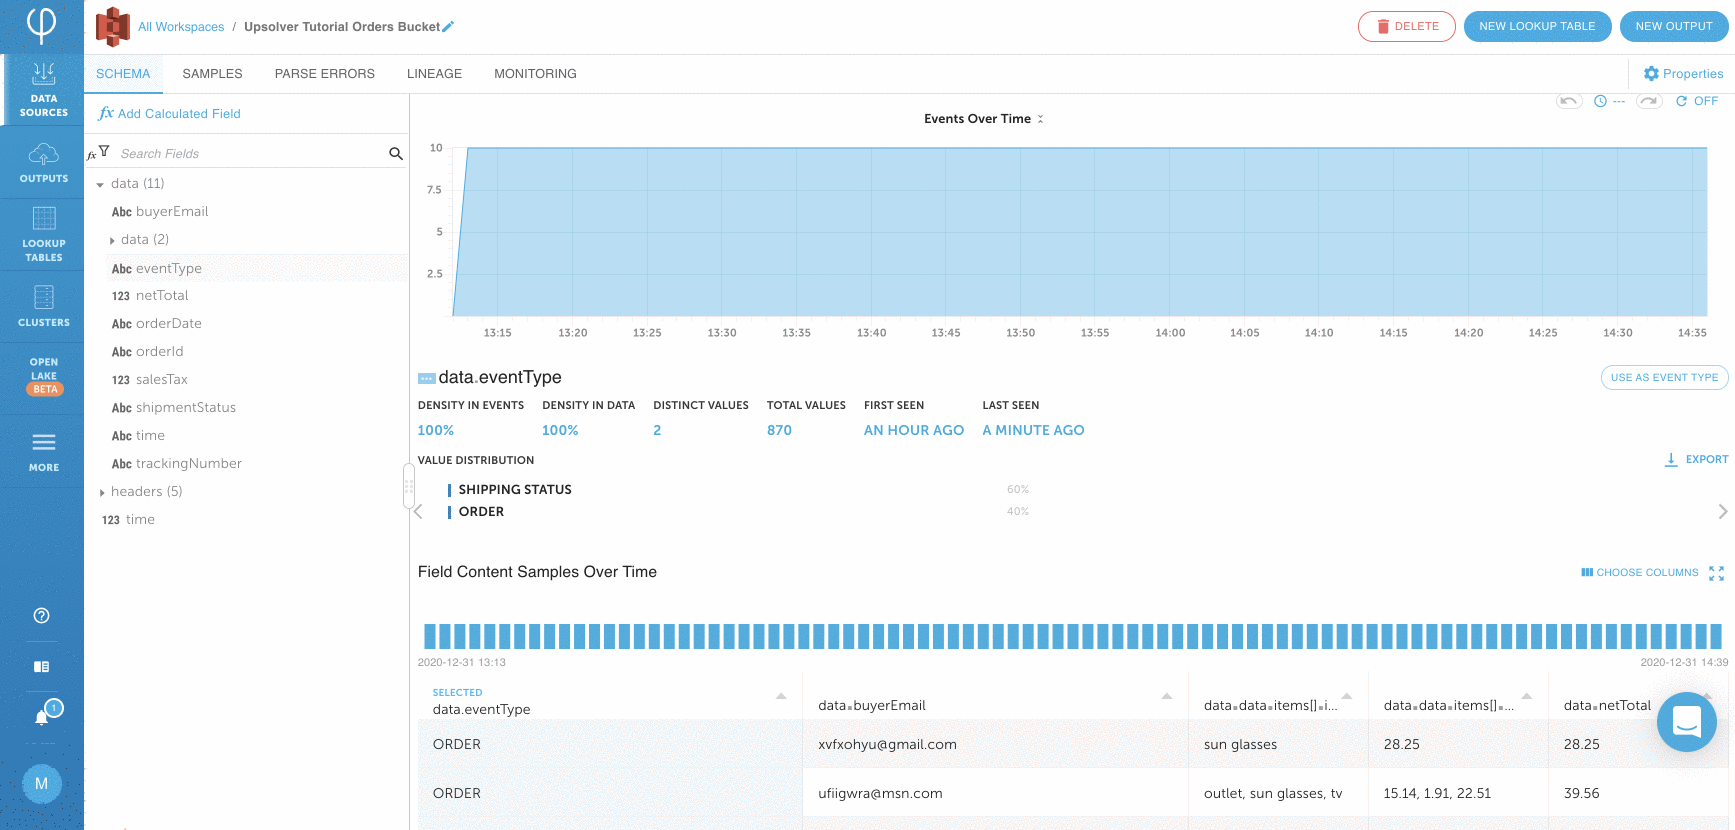 All Workspaces / Upsolver Tutorial Orders Bucket
DELETE
NEW LOOKUP TABLE
NEW OUTPUT
DATA
SOURCES
OUTPUTS
LOOKUP
TABLES
CLUSTERS
OPEN
LAKE
BETA
MORE
1
M
SCHEMA
SAMPLES
PARSE ERRORS
LINEAGE
MONITORING
Properties
fx Add Calculated Field
fx Search Fields
data (11)
Abc buyerEmail
data (2)
Abc eventType
123 netTotal
Abc orderDate
Abc orderId
123 salesTax
Abc shipmentStatus
Abc time
Abc trackingNumber
headers (5)
123 time
--- OFF
Events Over Time
10
7.5
5
2.5
13:15 13:20 13:25 13:30 13:35 13:40 13:45 13:50 13:55 14:00 14:05 14:10 14:15 14:20 14:25 14:30 14:35
data.eventType
USE AS EVENT TYPE
DENSITY IN EVENTS DENSITY IN DATA DISTINCT VALUES TOTAL VALUES FIRST SEEN LAST SEEN
100% 100% 2 870 AN HOUR AGO A MINUTE AGO
VALUE DISTRIBUTION
EXPORT
SHIPPING STATUS 60%
ORDER 40%
Field Content Samples Over Time
CHOOSE COLUMNS
2020-12-31 13:13 2020-12-31 14:39
SELECTED
data.eventType data.buyerEmail data.data.items[].i... data.data.items[].... data.netTotal
ORDER xvfxohyu@gmail.com sun glasses 28.25 28.25
ORDER ufiigwra@msn.com outlet, sun glasses, tv 15.14, 1.91, 22.51 39.56